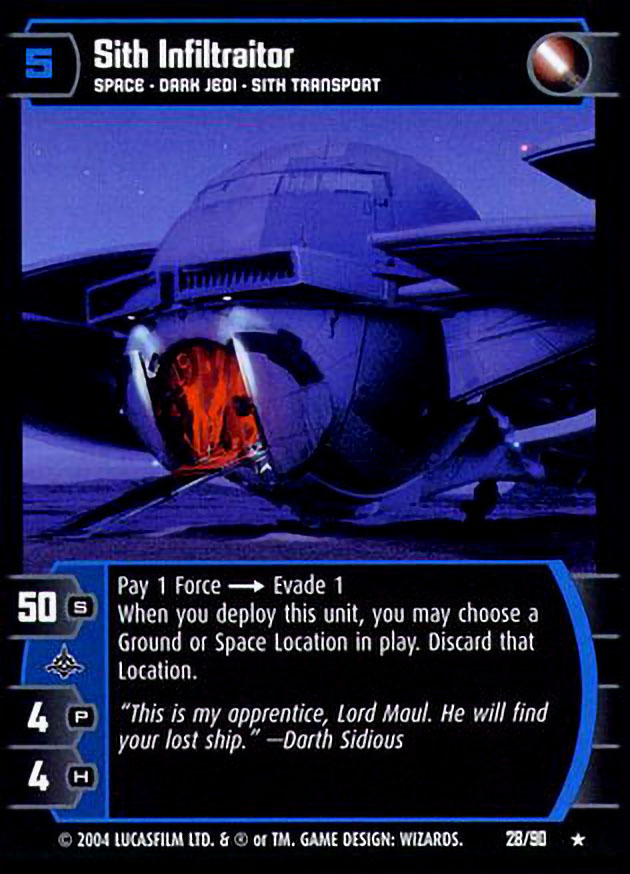 5
Sith Infiltraitor
SPACE - DARK JEDI - SITH TRANSPORT
50 S
4 P
4 H
Pay 1 Force ⟶ Evade 1
When you deploy this unit, you may choose a
Ground or Space Location in play. Discard that
Location.
“This is my apprentice, Lord Maul. He will find
your lost ship.” —Darth Sidious
© 2004 LUCASFILM LTD. & ® or TM. GAME DESIGN: WIZARDS. 28/90 ★